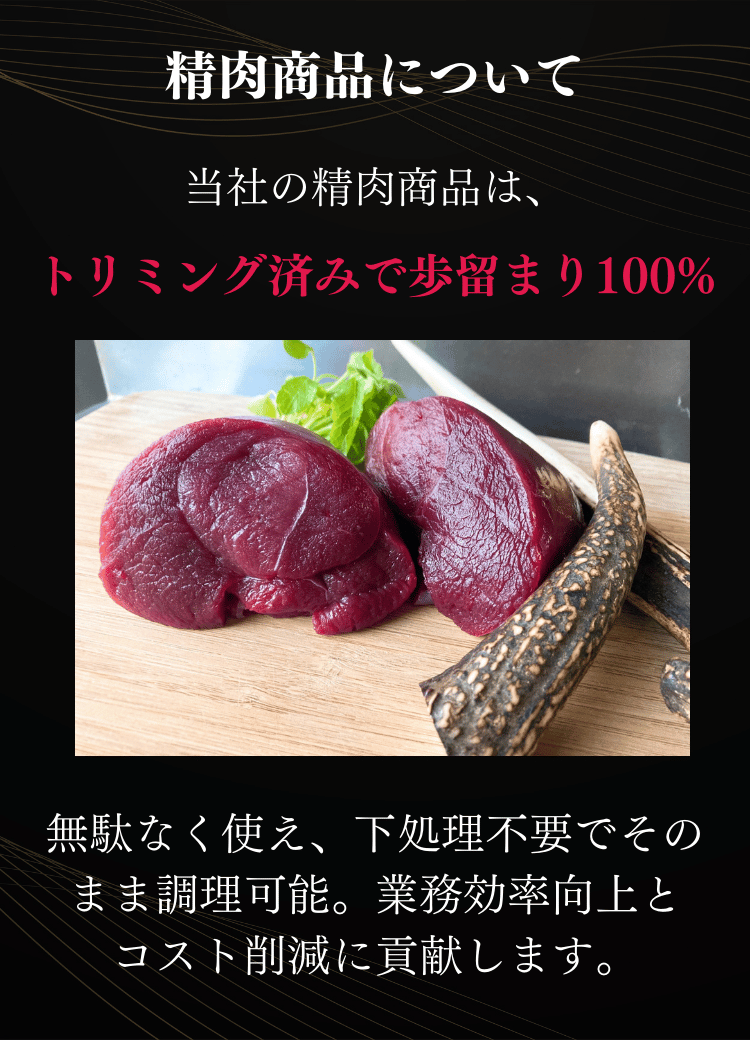 精肉商品について
当社の精肉商品は、
トリミング済みで歩留まり100%
無駄なく使え、下処理不要でその
まま調理可能。業務効率向上と
コスト削減に貢献します。